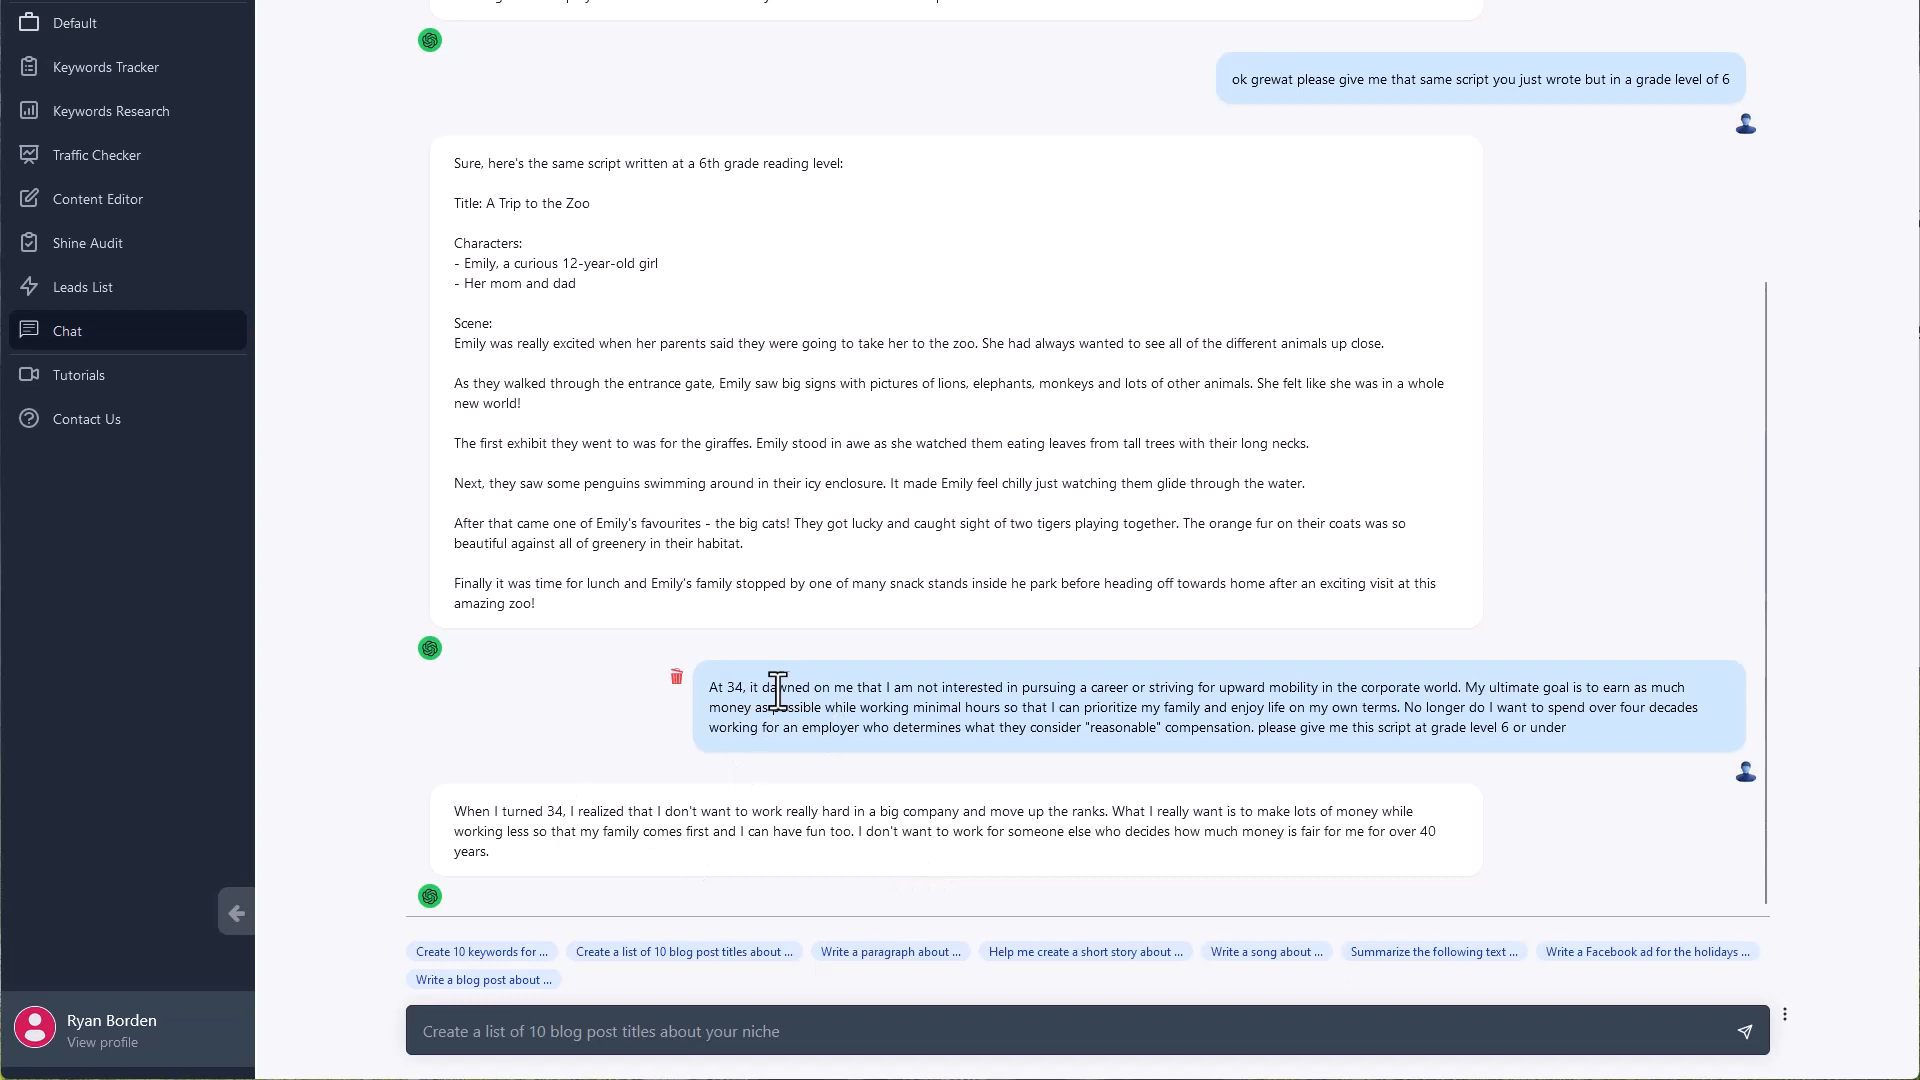 Default
Keywords Tracker
Keywords Research
Traffic Checker
Content Editor
Shine Audit
Leads List
Chat
Tutorials
Contact Us
Ryan Borden
View profile
ok grewat please give me that same script you just wrote but in a grade level of 6
Sure, here's the same script written at a 6th grade reading level:
Title: A Trip to the Zoo
Characters:
- Emily, a curious 12-year-old girl
- Her mom and dad
Scene:
Emily was really excited when her parents said they were going to take her to the zoo. She had always wanted to see all of the different animals up close.
As they walked through the entrance gate, Emily saw big signs with pictures of lions, elephants, monkeys and lots of other animals. She felt like she was in a whole
new world!
The first exhibit they went to was for the giraffes. Emily stood in awe as she watched them eating leaves from tall trees with their long necks.
Next, they saw some penguins swimming around in their icy enclosure. It made Emily feel chilly just watching them glide through the water.
After that came one of Emily's favourites - the big cats! They got lucky and caught sight of two tigers playing together. The orange fur on their coats was so
beautiful against all of greenery in their habitat.
Finally it was time for lunch and Emily's family stopped by one of many snack stands inside he park before heading off towards home after an exciting visit at this
amazing zoo!
At 34, it dawned on me that I am not interested in pursuing a career or striving for upward mobility in the corporate world. My ultimate goal is to earn as much
money as possible while working minimal hours so that I can prioritize my family and enjoy life on my own terms. No longer do I want to spend over four decades
working for an employer who determines what they consider "reasonable" compensation. please give me this script at grade level 6 or under
When I turned 34, I realized that I don't want to work really hard in a big company and move up the ranks. What I really want is to make lots of money while
working less so that my family comes first and I can have fun too. I don't want to work for someone else who decides how much money is fair for me for over 40
years.
Create 10 keywords for ...
Create a list of 10 blog post titles about ...
Write a paragraph about ...
Help me create a short story about ...
Write a song about ...
Summarize the following text ...
Write a Facebook ad for the holidays ...
Write a blog post about ...
Create a list of 10 blog post titles about your niche